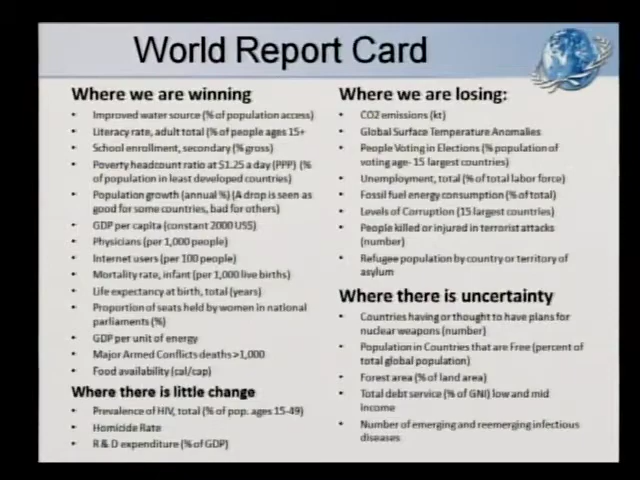 World Report Card
Where we are winning
• Improved water source (% of population access)
• Literacy rate, adult total (% of people ages 15+
• School enrollment, secondary (% gross)
• Poverty headcount ratio at $1.25 a day (PPP) (%
of population in least developed countries)
• Population growth (annual %) (A drop is seen as
good for some countries, bad for others)
• GDP per capita (constant 2000 US$)
• Physicians (per 1,000 people)
• Internet users (per 100 people)
• Mortality rate, infant (per 1,000 live births)
• Life expectancy at birth, total (years)
• Proportion of seats held by women in national
parliaments (%)
• GDP per unit of energy
• Major Armed Conflicts deaths >1,000
• Food availability (cal/cap)
Where there is little change
• Prevalence of HIV, total (% of pop. ages 15-49)
• Homicide Rate
• R & D expenditure (% of GDP)
Where we are losing:
• CO2 emissions (kt)
• Global Surface Temperature Anomalies
• People Voting in Elections (% population of
voting age- 15 largest countries)
• Unemployment, total (% of total labor force)
• Fossil fuel energy consumption (% of total)
• Levels of Corruption (15 largest countries)
• People killed or injured in terrorist attacks
(number)
• Refugee population by country or territory of
asylum
Where there is uncertainty
• Countries having or thought to have plans for
nuclear weapons (number)
• Population in Countries that are Free (percent of
total global population)
• Forest area (% of land area)
• Total debt service (% of GNI) low and mid
income
• Number of emerging and reemerging infectious
diseases